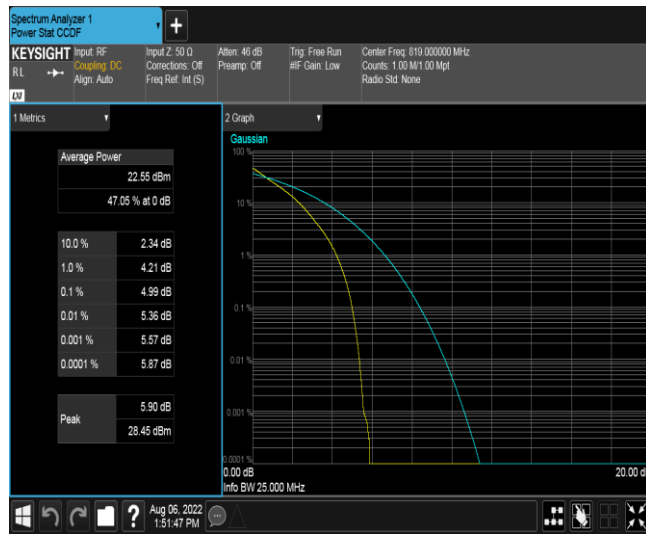 Spectrum Analyzer 1
Power Stat CCDF
+
KEYSIGHT
RL
LXI
Input: RF
Coupling: DC
Align: Auto
Input Z: 50 Ω
Corrections: Off
Freq Ref: Int (S)
Atten: 46 dB
Preamp: Off
Trig: Free Run
#IF Gain: Low
Center Freq: 819.000000 MHz
Counts: 1.00 M/1.00 Mpt
Radio Std: None
1 Metrics
Average Power
22.55 dBm
47.05 % at 0 dB
10.0 % 2.34 dB
1.0 % 4.21 dB
0.1 % 4.99 dB
0.01 % 5.36 dB
0.001 % 5.57 dB
0.0001 % 5.87 dB
Peak
5.90 dB
28.45 dBm
2 Graph
Gaussian
100 %
10 %
1 %
0.1 %
0.01 %
0.001 %
0.0001 %
0.00 dB
20.00 d
Info BW 25.000 MHz
?
Aug 06, 2022
1:51:47 PM